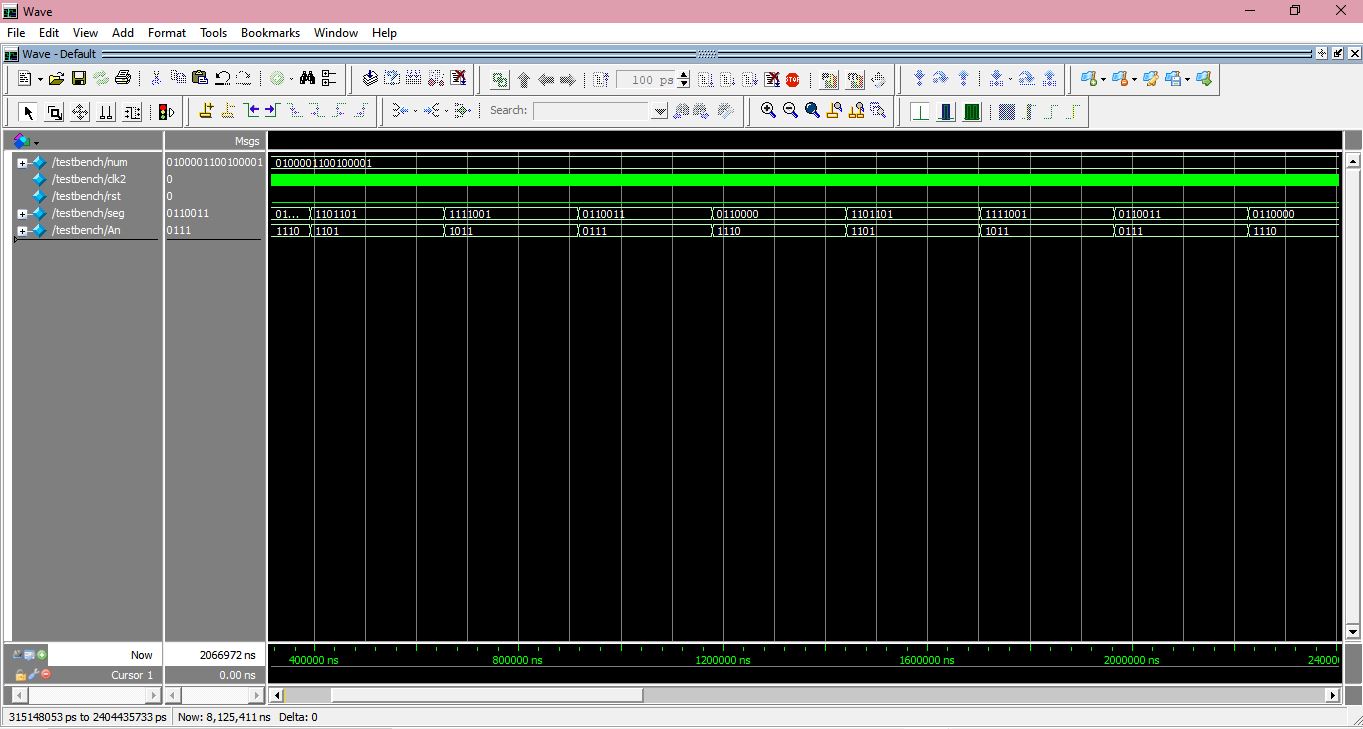 Wave
File Edit View Add Format Tools Bookmarks Window Help
Wave - Default
100 ps
Search:
Msgs
/testbench/num 0100001100100001 0100001100100001
/testbench/clk2 0
/testbench/rst 0
/testbench/seg 0110011 01... 1101101 1111001 0110011 0110000 1101101 1111001 0110011 0110000
/testbench/An 0111 1110 1101 1011 0111 1110 1101 1011 0111 1110
Now 2066972 ns 400000 ns 800000 ns 1200000 ns 1600000 ns 2000000 ns 240000
Cursor 1 0.00 ns
315148053 ps to 2404435733 ps Now: 8,125,411 ns Delta: 0